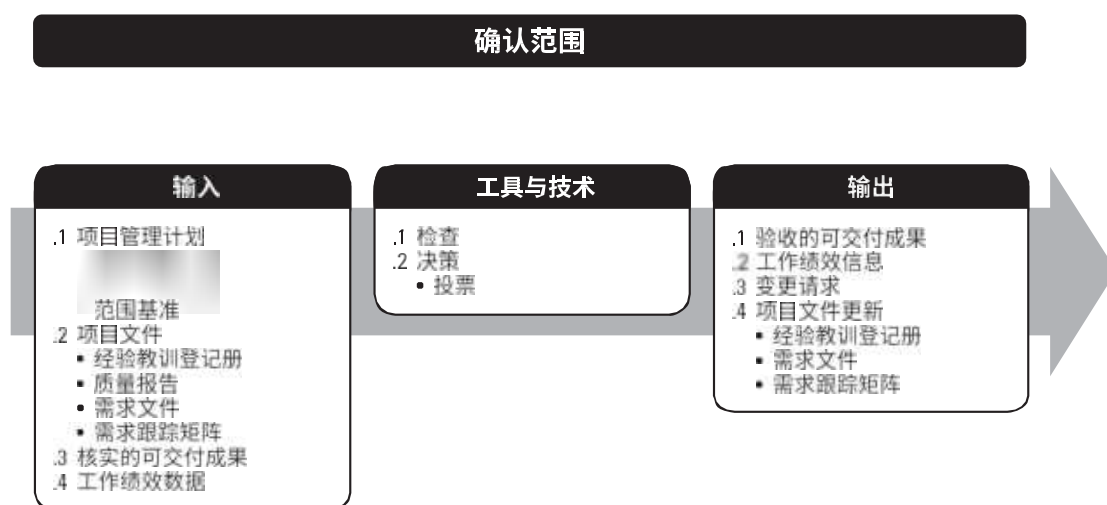 确认范围
输入
.1 项目管理计划
范围基准
.2 项目文件
• 经验教训登记册
• 质量报告
• 需求文件
• 需求跟踪矩阵
.3 核实的可交付成果
.4 工作绩效数据
工具与技术
.1 检查
.2 决策
• 投票
输出
.1 验收的可交付成果
.2 工作绩效信息
.3 变更请求
.4 项目文件更新
• 经验教训登记册
• 需求文件
• 需求跟踪矩阵